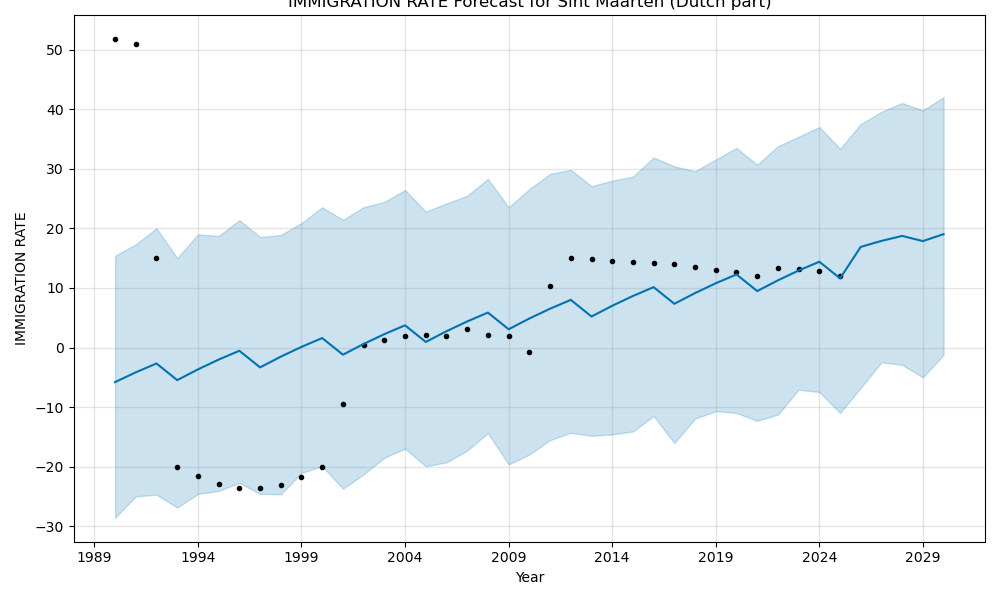 IMMIGRATION RATE Forecast for Sint Maarten (Dutch part)
50
40
30
20
10
0
−10
−20
−30
IMMIGRATION RATE
1989 1994 1999 2004 2009 2014 2019 2024 2029
Year